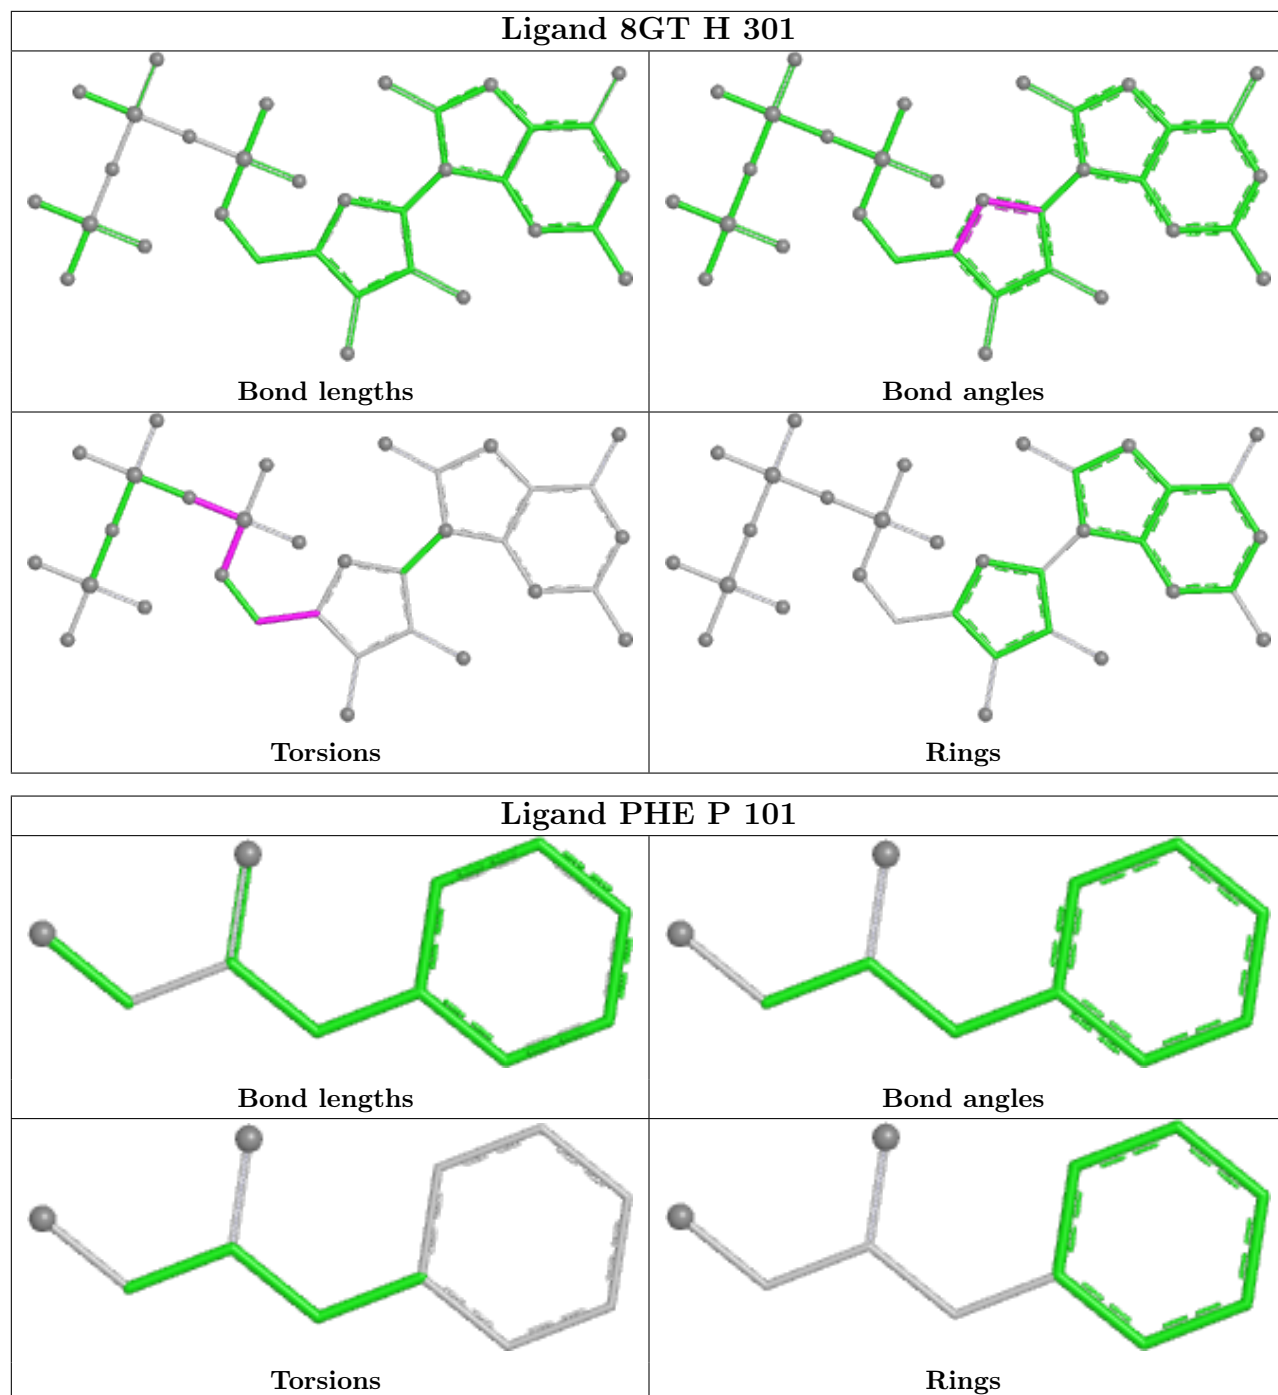 Ligand 8GT H 301
Bond lengths
Bond angles
Torsions
Rings
Ligand PHE P 101
Bond lengths
Bond angles
Torsions
Rings